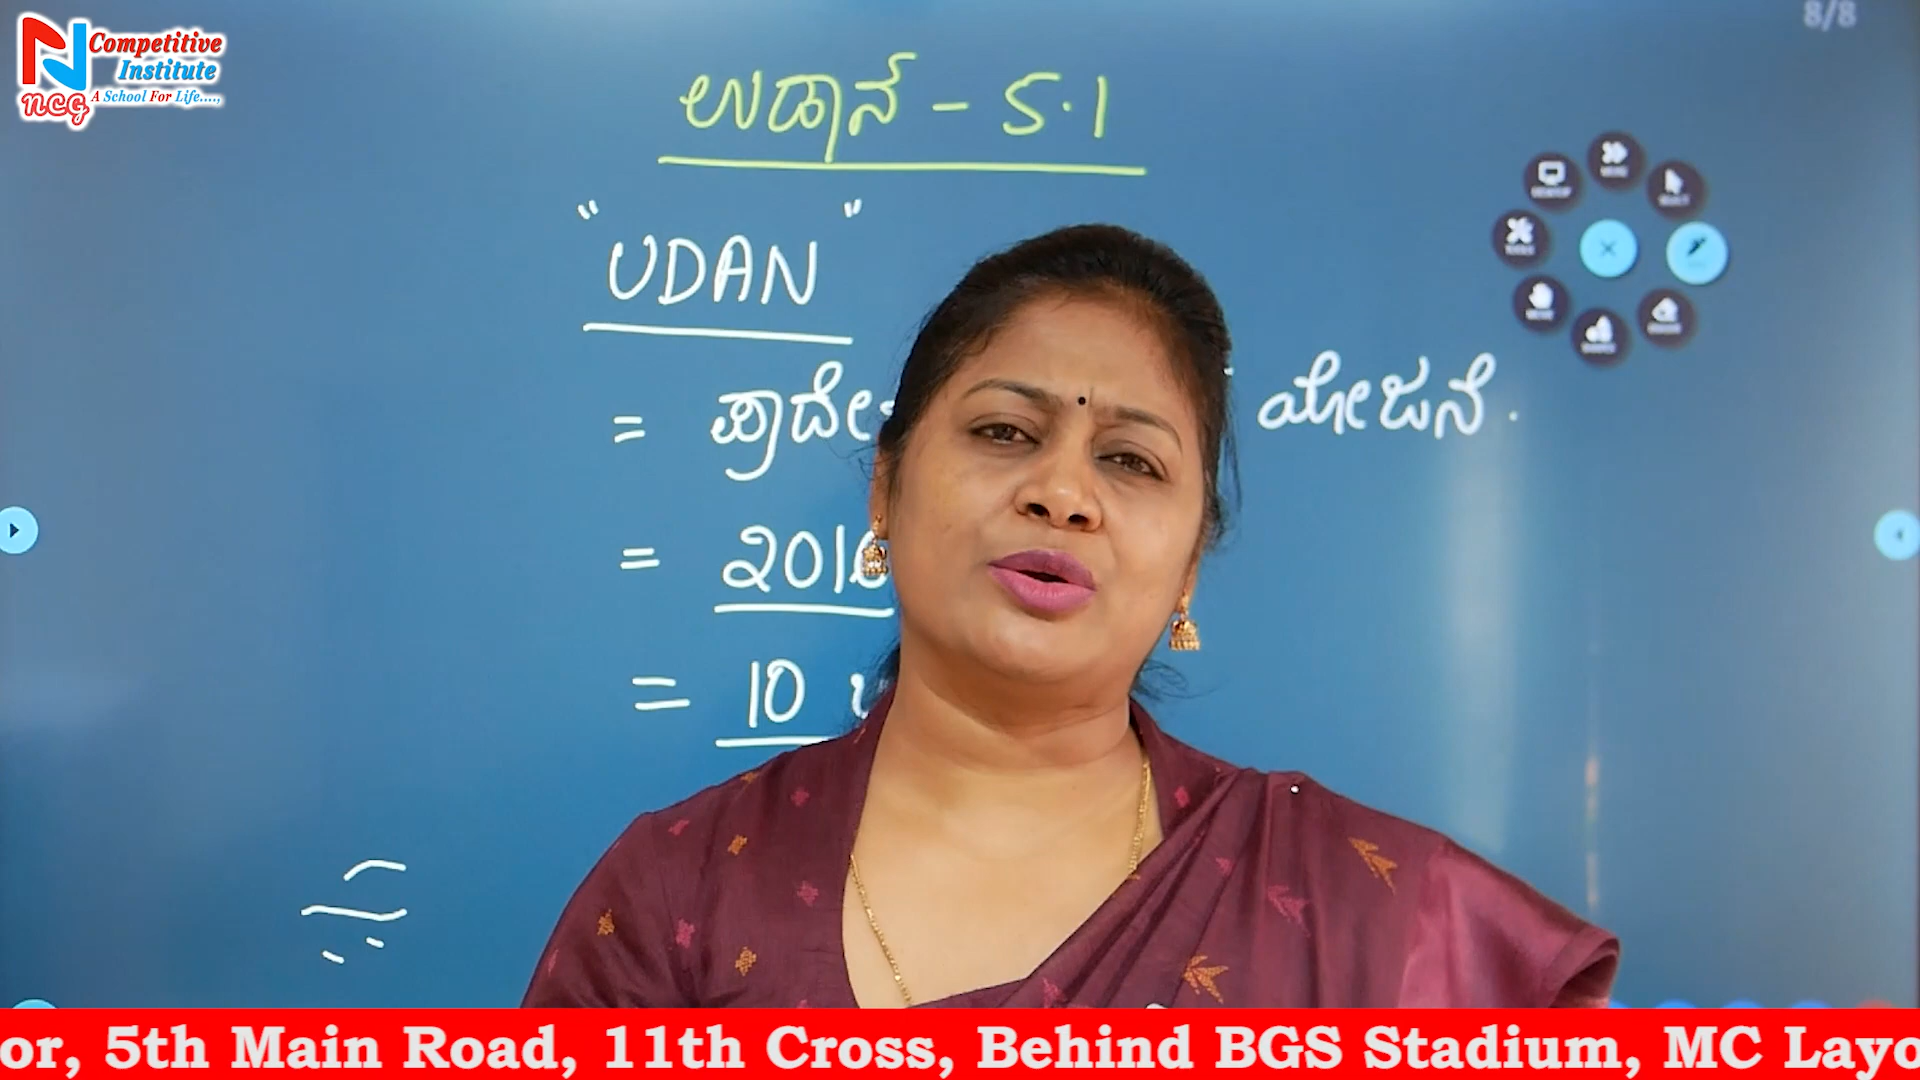 N Competitive
Institute
NCG A School For Life....,
8/8
ಉಡಾನ್ - 5.1
"UDAN"
= ಯೋಜನೆ.
= 201
= 10
or, 5th Main Road, 11th Cross, Behind BGS Stadium, MC Layo